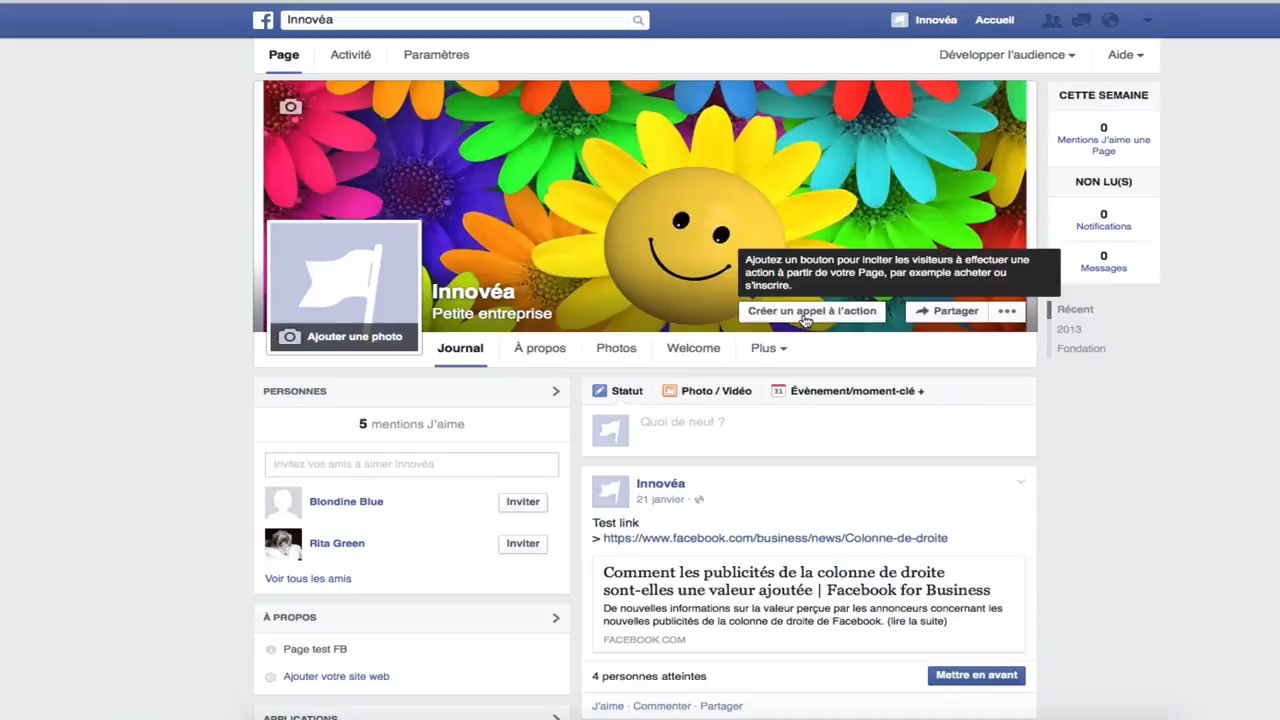 Innovéa
Innovéa Accueil
Page Activité Paramètres
Développer l'audience Aide
CETTE SEMAINE
0
Mentions J'aime une
Page
NON LU(S)
0
Notifications
0
Messages
Récent
2013
Fondation
Ajoutez un bouton pour inciter les visiteurs à effectuer une
action à partir de votre Page, par exemple acheter ou
s'inscrire.
Innovéa
Petite entreprise
Créer un appel à l'action
Partager
Ajouter une photo
Journal À propos Photos Welcome Plus
PERSONNES
5 mentions J'aime
Invitez vos amis à aimer Innovéa
Blondine Blue
Inviter
Rita Green
Inviter
Voir tous les amis
À PROPOS
Page test FB
Ajouter votre site web
APPLICATIONS
Statut Photo / Vidéo 31 Évènement/moment-clé +
Quoi de neuf ?
Innovéa
21 janvier ·
Test link
> https://www.facebook.com/business/news/Colonne-de-droite
Comment les publicités de la colonne de droite
sont-elles une valeur ajoutée | Facebook for Business
De nouvelles informations sur la valeur perçue par les annonceurs concernant les
nouvelles publicités de la colonne de droite de Facebook. (lire la suite)
FACEBOOK.COM
4 personnes atteintes
Mettre en avant
J'aime · Commenter · Partager